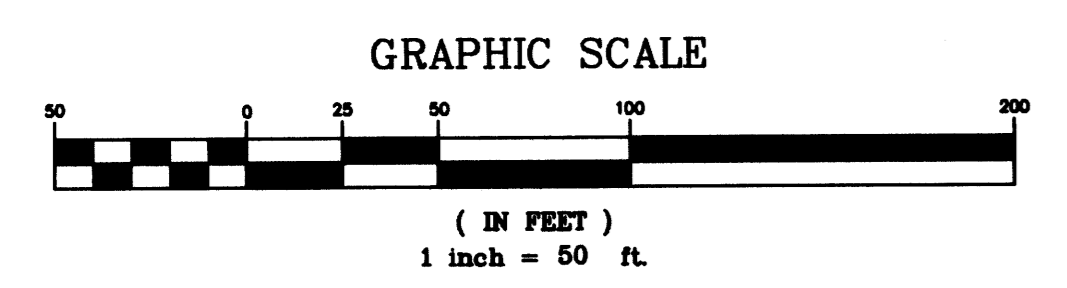 GRAPHIC SCALE
50 0 25 50 100 200
( IN FEET )
1 inch = 50 ft.